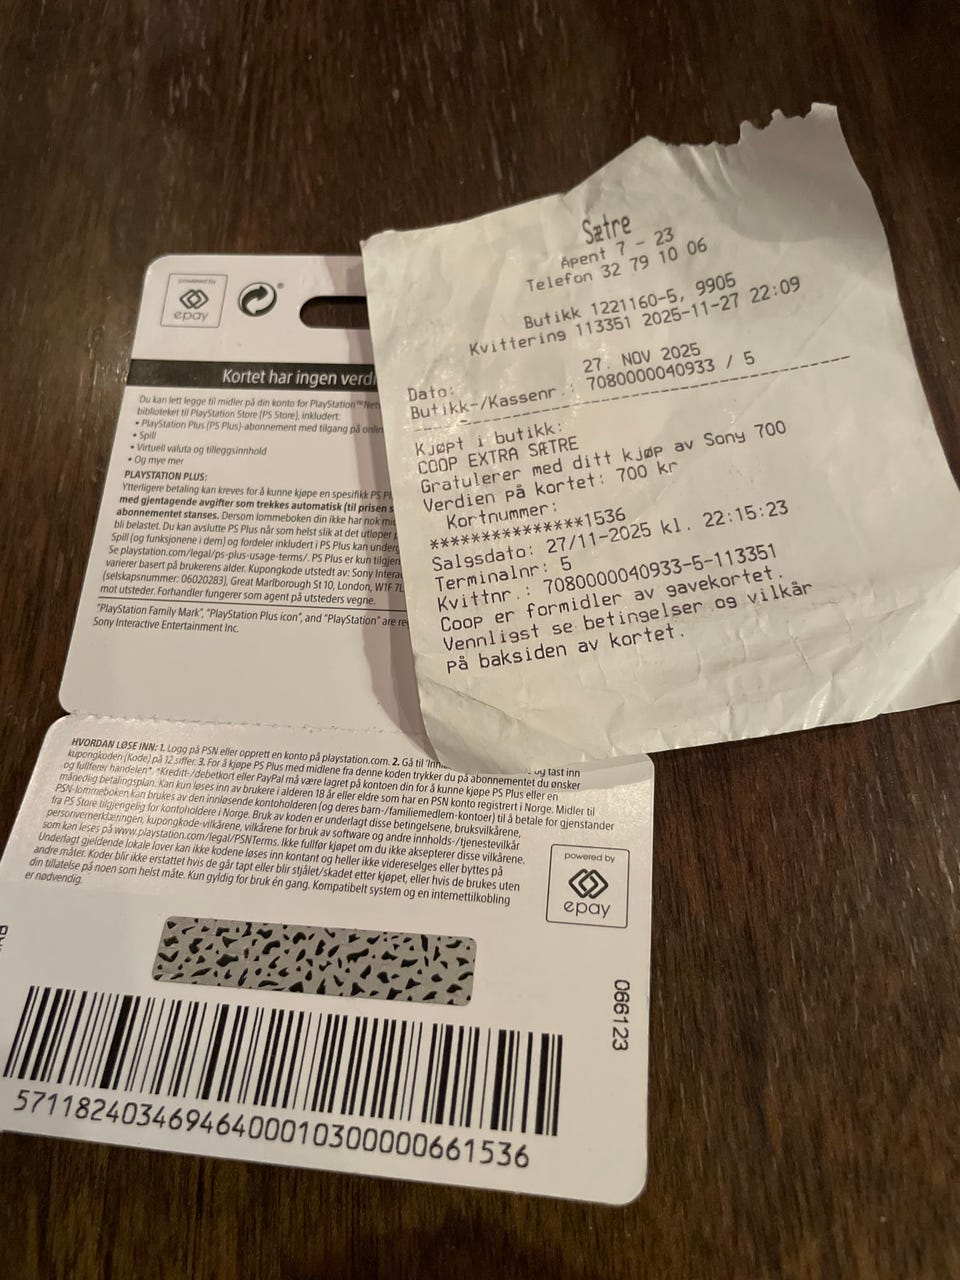 Sætre
Åpent 7 - 23
Telefon 32 79 10 06
Butikk 1221160-5, 9905
Kvittering 113351 2025-11-27 22:09
Dato: 27. NOV 2025
Butikk-/Kassenr.: 7080000040933 / 5
Kjøpt i butikk:
COOP EXTRA SÆTRE
Gratulerer med ditt kjøp av Sony 700
Verdien på kortet: 700 kr
Kortnummer:
***************1536
Salgsdato: 27/11-2025 kl. 22:15:23
Terminalnr: 5
Kvittnr.: 7080000040933-5-113351
Coop er formidler av gavekortet.
Vennligst se betingelser og vilkår
på baksiden av kortet.
powered by
epay
Kortet har ingen verdi
Du kan lett legge til midler på din konto for PlayStation™Net
biblioteket til PlayStation Store (PS Store), inkludert:
• PlayStation Plus (PS Plus)-abonnement med tilgang på onlin
• Spill
• Virtuell valuta og tilleggsinnhold
• Og mye mer
PLAYSTATION PLUS:
Ytterligere betaling kan kreves for å kunne kjøpe en spesifikk PS Pl
med gjentagende avgifter som trekkes automatisk (til prisen s
abonnementet stanses. Dersom lommeboken din ikke har nok mi
bli belastet. Du kan avslutte PS Plus når som helst slik at det utløper
Spill (og funksjonene i dem) og fordeler inkludert i PS Plus kan under
Se playstation.com/legal/ps-plus-usage-terms/. PS Plus er kun tilgjen
varierer basert på brukerens alder. Kupongkode utstedt av: Sony Intera
(selskapsnummer: 06020283), Great Marlborough St 10, London, W1F 7L
mot utsteder. Forhandler fungerer som agent på utsteders vegne.
"PlayStation Family Mark", "PlayStation Plus icon", and "PlayStation" are re
Sony Interactive Entertainment Inc.
HVORDAN LØSE INN: 1. Logg på PSN eller opprett en konto på playstation.com. 2. Gå til 'Inn og tast inn
kupongkoden (Kode) på 12 siffer. 3. For å kjøpe PS Plus med midlene fra denne koden trykker du på abonnementet du ønsker
og fullfører handelen*. *Kreditt-/debetkort eller PayPal må være lagret på kontoen din for å kunne kjøpe PS Plus eller en
månedlig betalingsplan. Kan kun løses inn av brukere i alderen 18 år eller eldre som har en PSN konto registrert i Norge. Midler til
PSN-lommeboken kan brukes av den innløsende kontoholderen (og deres barn-/familiemedlem-kontoer) til å betale for gjenstander
fra PS Store tilgjengelig for kontoholdere i Norge. Bruk av koden er underlagt disse betingelsene, bruksvilkårene,
personvernerklæringen, kupongkode-vilkårene, vilkårene for bruk av software og andre innholds-/tjenestevilkår
som kan leses på www.playstation.com/legal/PSNTerms. Ikke fullfør kjøpet om du ikke aksepterer disse vilkårene.
Underlagt gjeldende lokale lover kan ikke kodene løses inn kontant og heller ikke videreselges eller byttes på
andre måter. Koder blir ikke erstattet hvis de går tapt eller blir stjålet/skadet etter kjøpet, eller hvis de brukes uten
din tillatelse på noen som helst måte. Kun gyldig for bruk én gang. Kompatibelt system og en internettilkobling
er nødvendig.
powered by
epay
066123
57118240346946400010300000661536